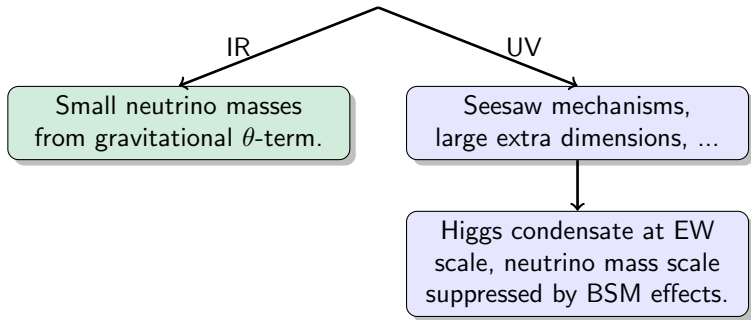 IR
UV
Small neutrino masses
from gravitational θ-term.
Seesaw mechanisms,
large extra dimensions, ...
Higgs condensate at EW
scale, neutrino mass scale
suppressed by BSM effects.